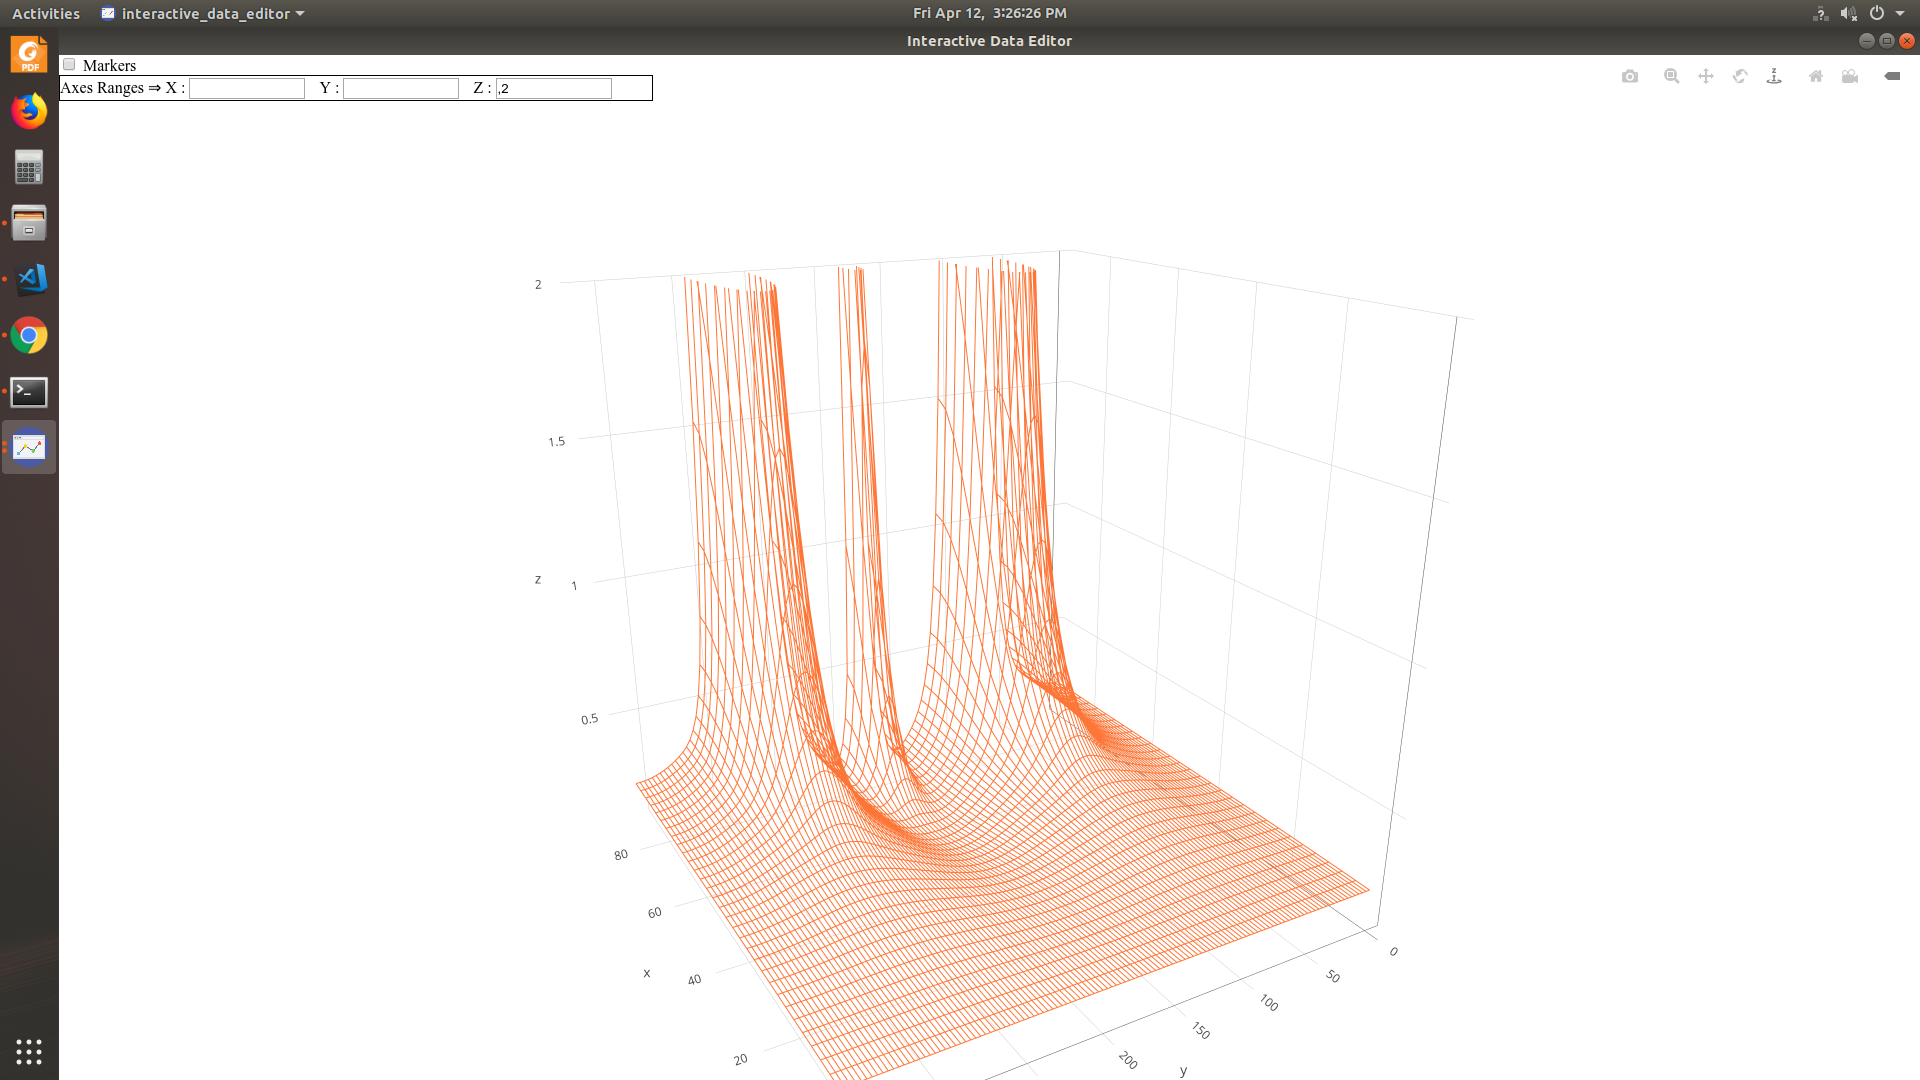 Activities interactive_data_editor Fri Apr 12, 3:26:26 PM
Interactive Data Editor
PDF
Markers
Axes Ranges ⇒ X : Y : Z : ,2
z
2
1.5
z 1
0.5
80
60
x 40
20
0
50
100
150
200
y